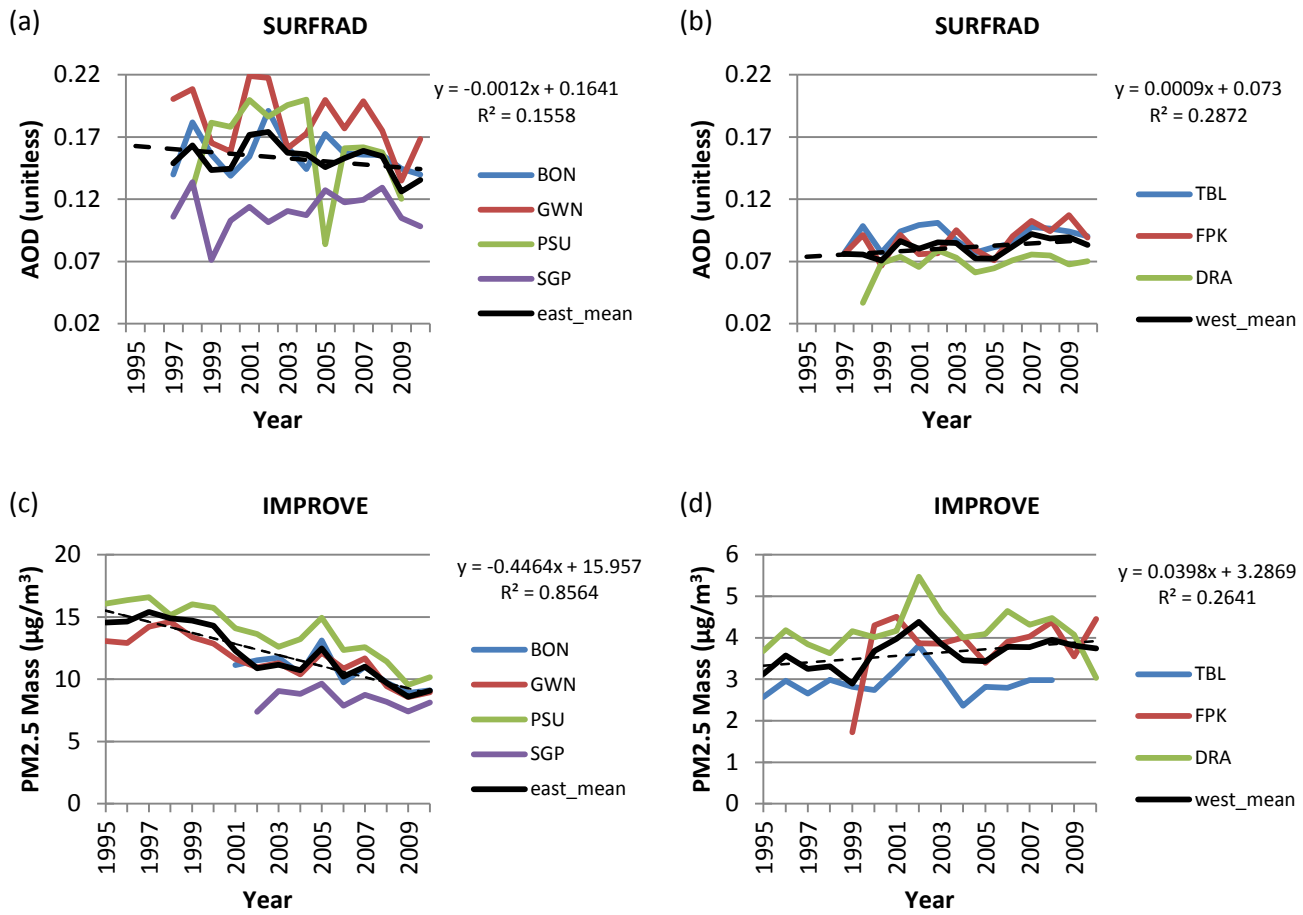 (a)
SURFRAD
AOD (unitless)
0.22
0.17
0.12
0.07
0.02
y = -0.0012x + 0.1641
R² = 0.1558
BON
GWN
PSU
SGP
east_mean
1995
1997
1999
2001
2003
2005
2007
2009
Year
(b)
SURFRAD
AOD (unitless)
0.22
0.17
0.12
0.07
0.02
y = 0.0009x + 0.073
R² = 0.2872
TBL
FPK
DRA
west_mean
1995
1997
1999
2001
2003
2005
2007
2009
Year
(c)
IMPROVE
PM2.5 Mass (µg/m³)
20
15
10
5
0
y = -0.4464x + 15.957
R² = 0.8564
BON
GWN
PSU
SGP
east_mean
1995
1997
1999
2001
2003
2005
2007
2009
Year
(d)
IMPROVE
PM2.5 Mass (µg/m³)
6
5
4
3
2
1
0
y = 0.0398x + 3.2869
R² = 0.2641
TBL
FPK
DRA
west_mean
1995
1997
1999
2001
2003
2005
2007
2009
Year